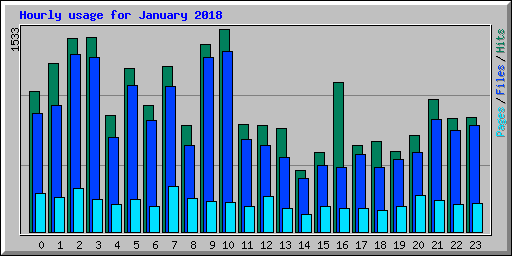 Hourly usage for January 2018
1533
Pages/Files/Hits
0 1 2 3 4 5 6 7 8 9 10 11 12 13 14 15 16 17 18 19 20 21 22 23